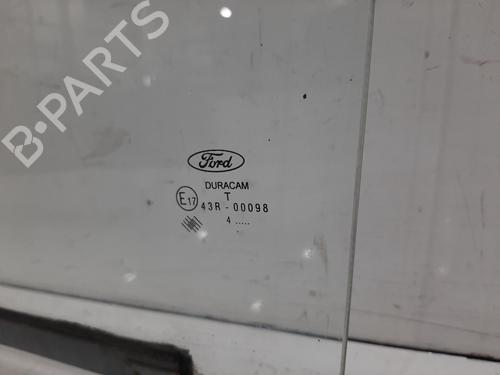 B-PARTS
Ford
DURACAM
T
E17
43R - 00098
4 .....